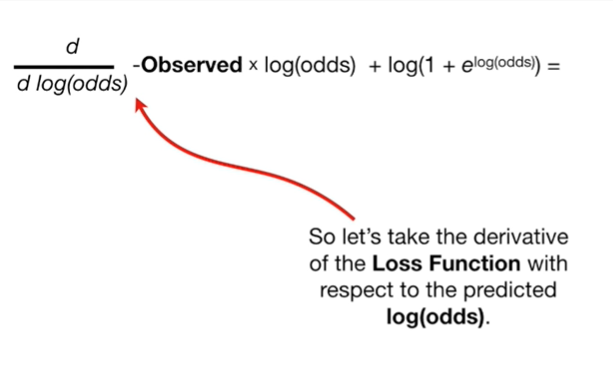 d
d log(odds)
-Observed x log(odds) + log(1 + e^log(odds)) =
So let's take the derivative
of the Loss Function with
respect to the predicted
log(odds).